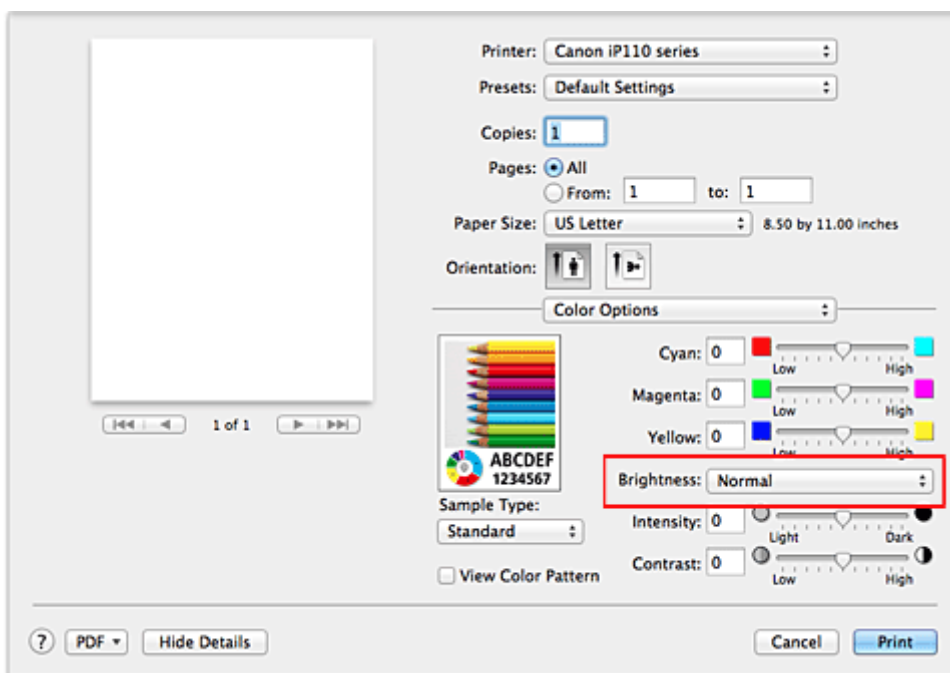 Printer: Canon iP110 series
Presets: Default Settings
Copies: 1
Pages: All
From: 1 to: 1
Paper Size: US Letter 8.50 by 11.00 inches
Orientation:
Color Options
1 of 1
ABCDEF
1234567
Sample Type:
Standard
View Color Pattern
Cyan: 0
Low High
Magenta: 0
Low High
Yellow: 0
Low High
Brightness: Normal
Intensity: 0
Light Dark
Contrast: 0
Low High
? PDF Hide Details Cancel Print